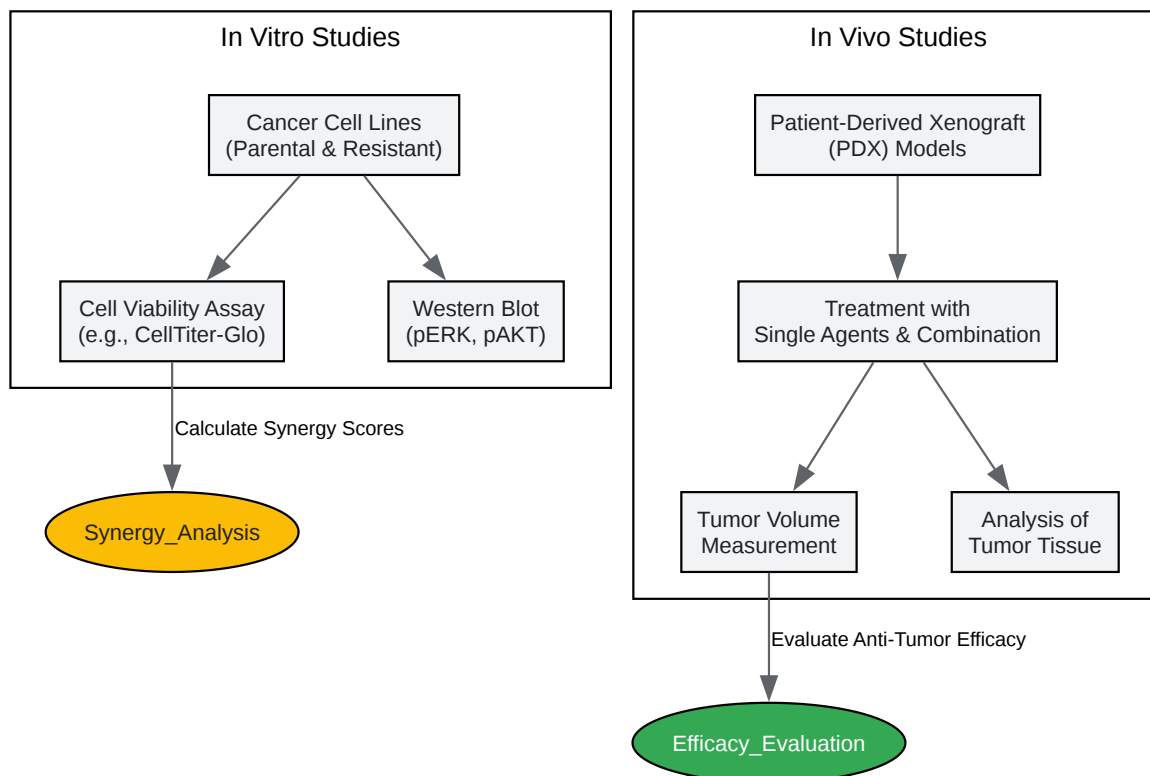 In Vitro Studies
Cancer Cell Lines
(Parental & Resistant)
Cell Viability Assay
(e.g., CellTiter-Glo)
Western Blot
(pERK, pAKT)
Calculate Synergy Scores
Synergy_Analysis
In Vivo Studies
Patient-Derived Xenograft
(PDX) Models
Treatment with
Single Agents & Combination
Tumor Volume
Measurement
Analysis of
Tumor Tissue
Evaluate Anti-Tumor Efficacy
Efficacy_Evaluation